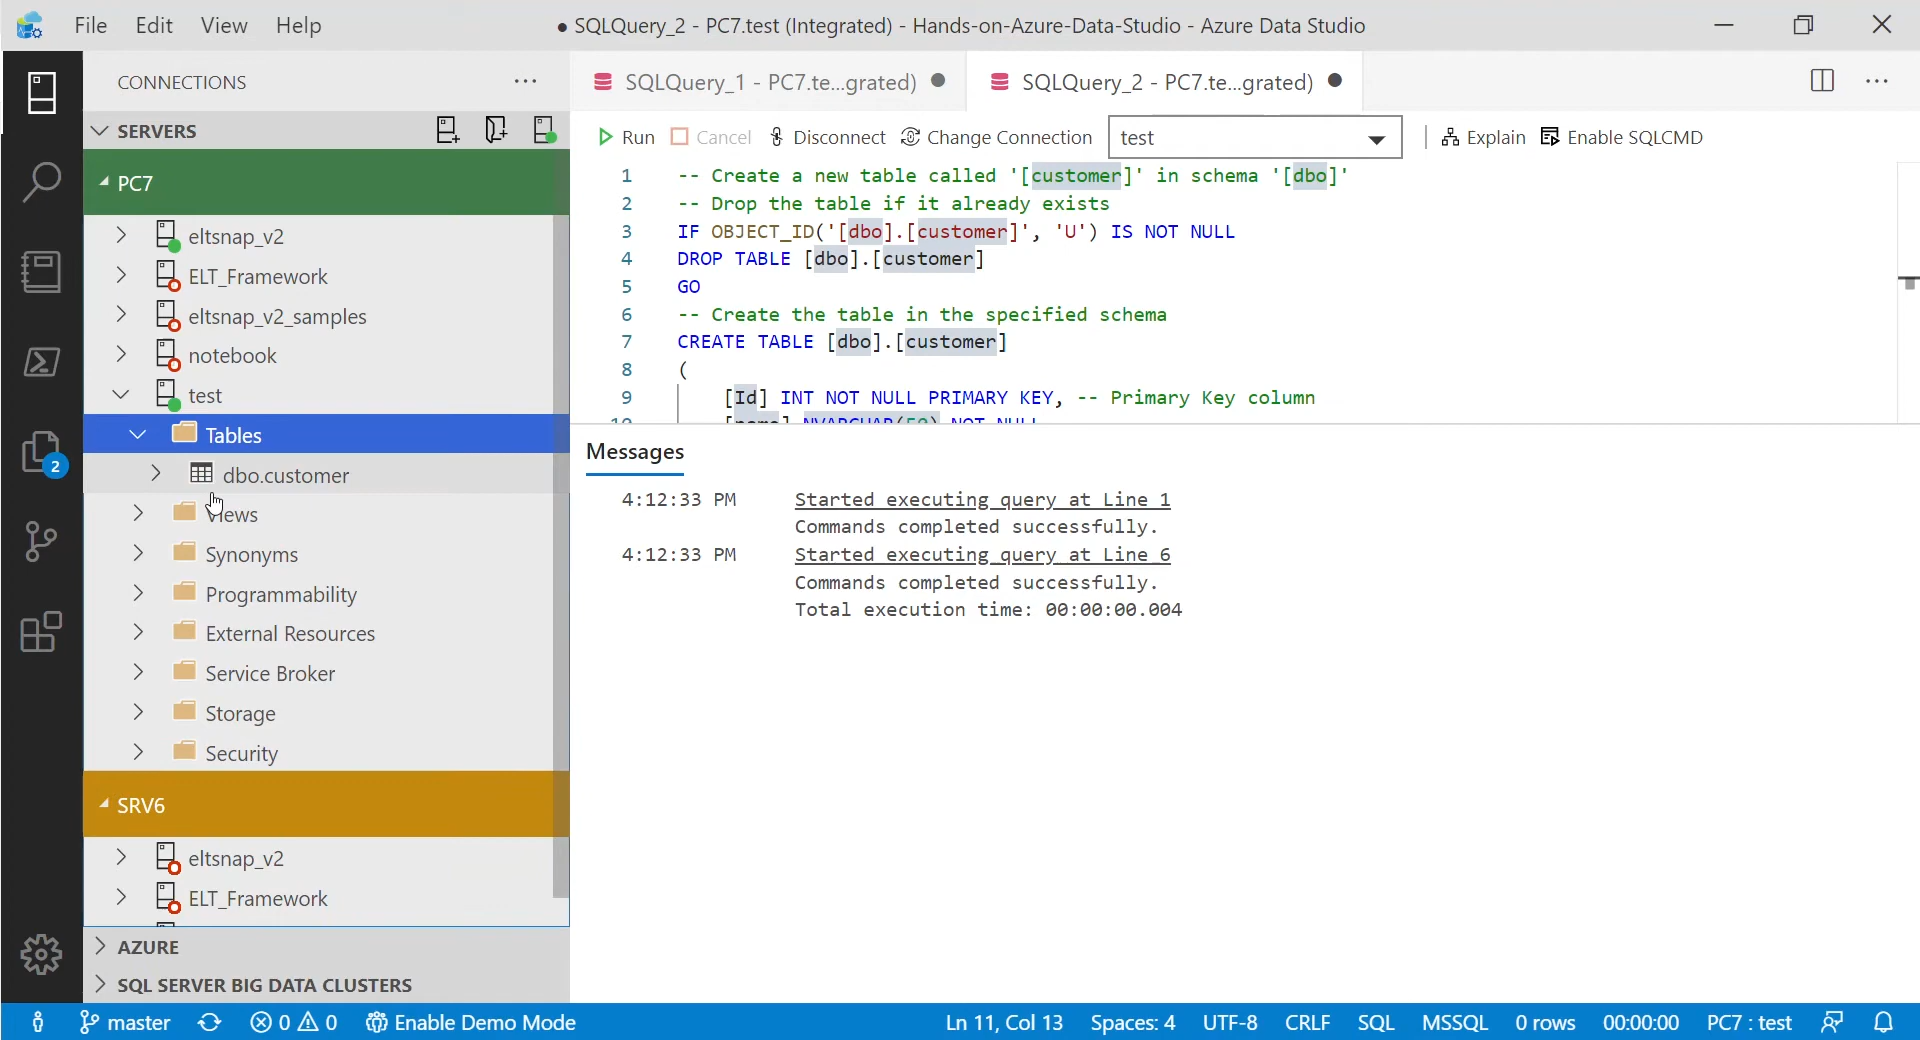 File Edit View Help
● SQLQuery_2 - PC7.test (Integrated) - Hands-on-Azure-Data-Studio - Azure Data Studio
CONNECTIONS
SERVERS
PC7
eltsnap_v2
ELT_Framework
eltsnap_v2_samples
notebook
test
Tables
dbo.customer
Views
Synonyms
Programmability
External Resources
Service Broker
Storage
Security
SRV6
eltsnap_v2
ELT_Framework
AZURE
SQL SERVER BIG DATA CLUSTERS
2
SQLQuery_1 - PC7.te...grated) SQLQuery_2 - PC7.te...grated)
Run Cancel Disconnect Change Connection test Explain Enable SQLCMD
1 -- Create a new table called '[customer]' in schema '[dbo]'
2 -- Drop the table if it already exists
3 IF OBJECT_ID('[dbo].[customer]', 'U') IS NOT NULL
4 DROP TABLE [dbo].[customer]
5 GO
6 -- Create the table in the specified schema
7 CREATE TABLE [dbo].[customer]
8 (
9 [Id] INT NOT NULL PRIMARY KEY, -- Primary Key column
10 [name] NVARCHAR(50) NOT NULL
Messages
4:12:33 PM Started executing query at Line 1
Commands completed successfully.
4:12:33 PM Started executing query at Line 6
Commands completed successfully.
Total execution time: 00:00:00.004
master 0 0 Enable Demo Mode Ln 11, Col 13 Spaces: 4 UTF-8 CRLF SQL MSSQL 0 rows 00:00:00 PC7 : test